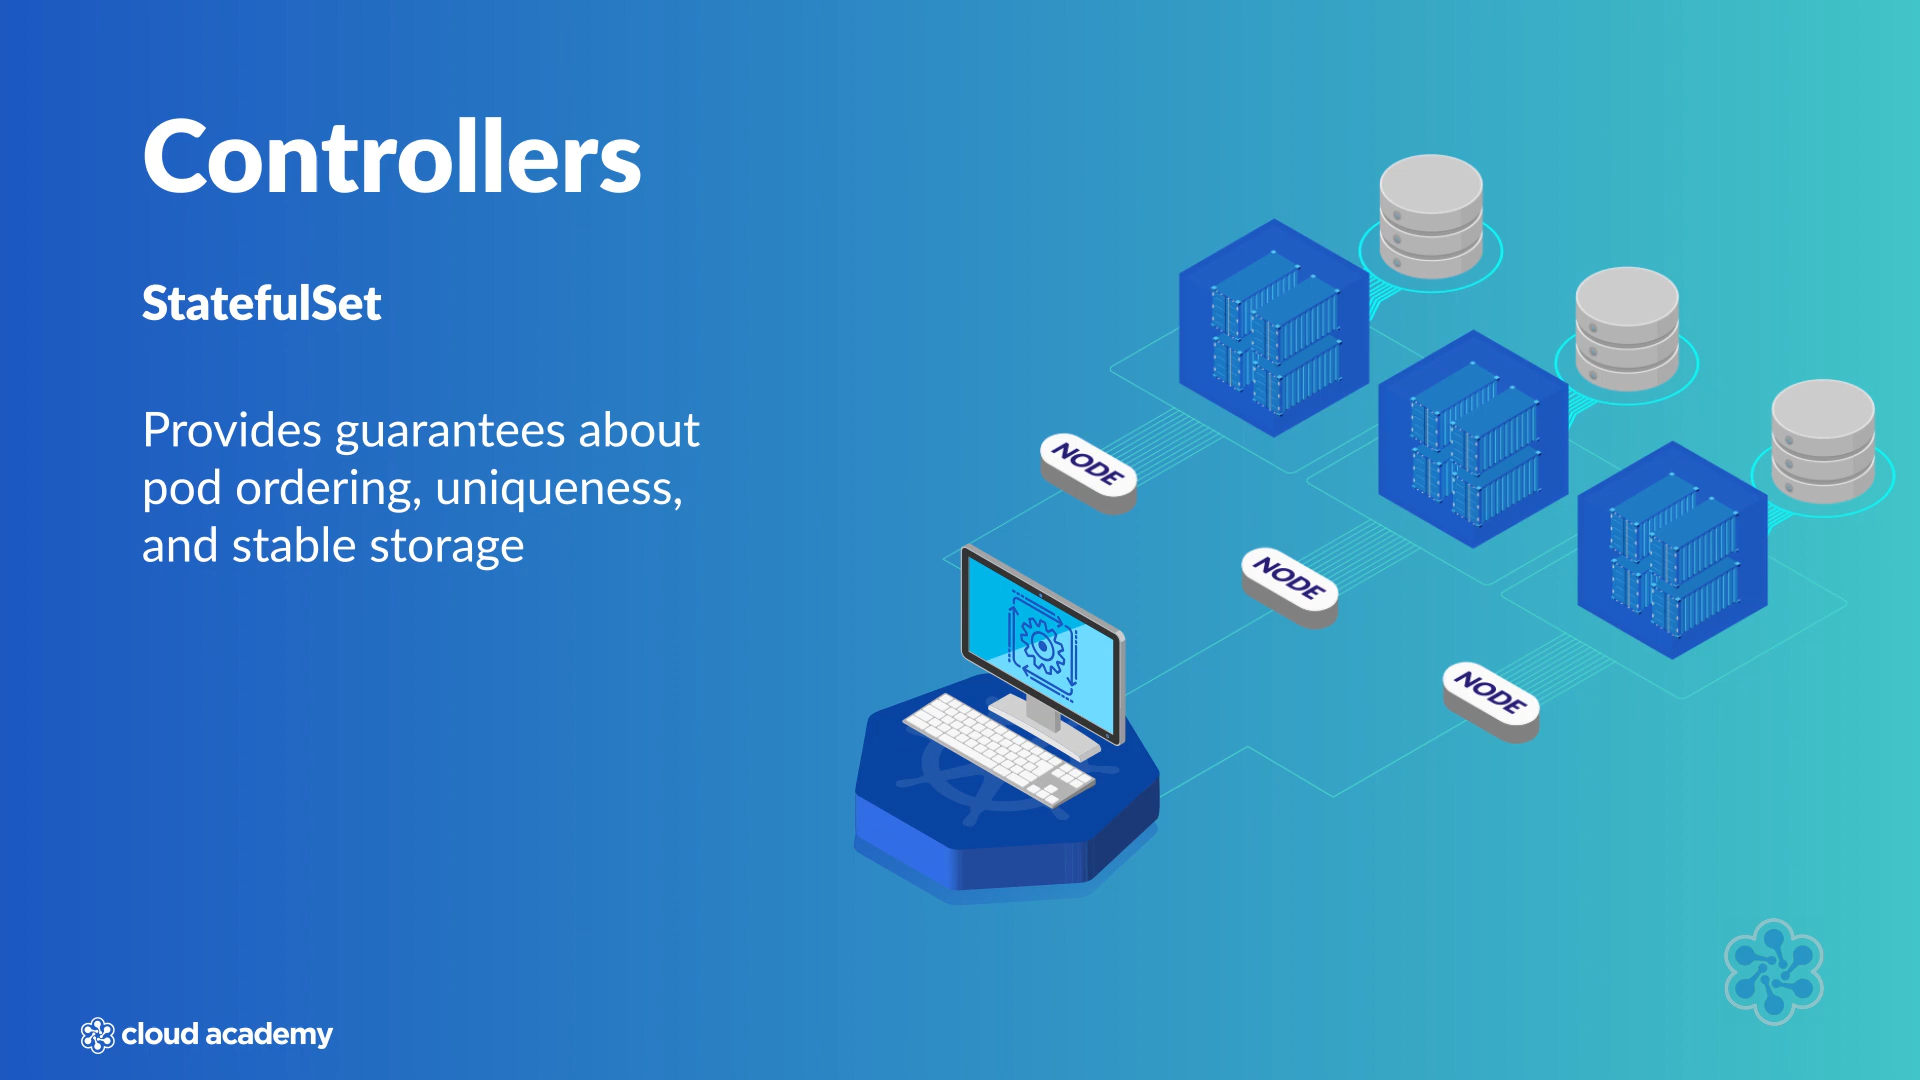 Controllers
StatefulSet
Provides guarantees about
pod ordering, uniqueness,
and stable storage
NODE
NODE
NODE
cloud academy